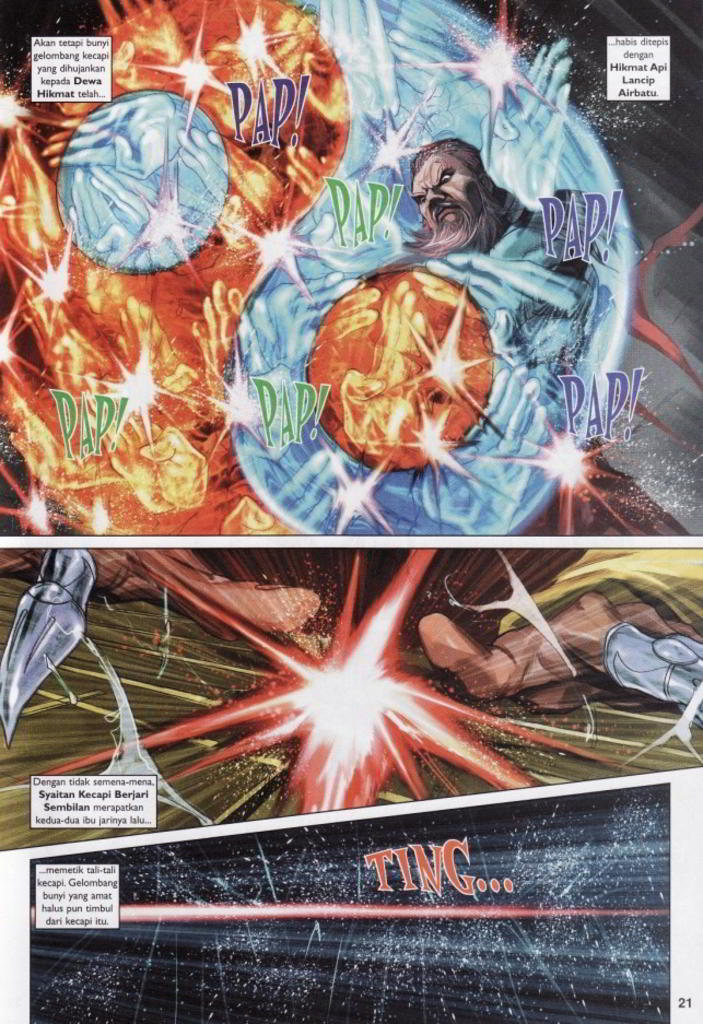 Akan tetapi bunyi
gelombang kecapi
yang dihujankan
kepada Dewa
Hikmat telah...
...habis ditepis
dengan
Hikmat Api
Lancip
Airbatu.
PAP!
PAP!
PAP!
PAP!
PAP!
PAP!
Dengan tidak semena-mena,
Syaitan Kecapi Berjari
Sembilan merapatkan
kedua-dua ibu jarinya lalu...
...memetik tali-tali
kecapi. Gelombang
bunyi yang amat
halus pun timbul
dari kecapi itu.
TING...
21